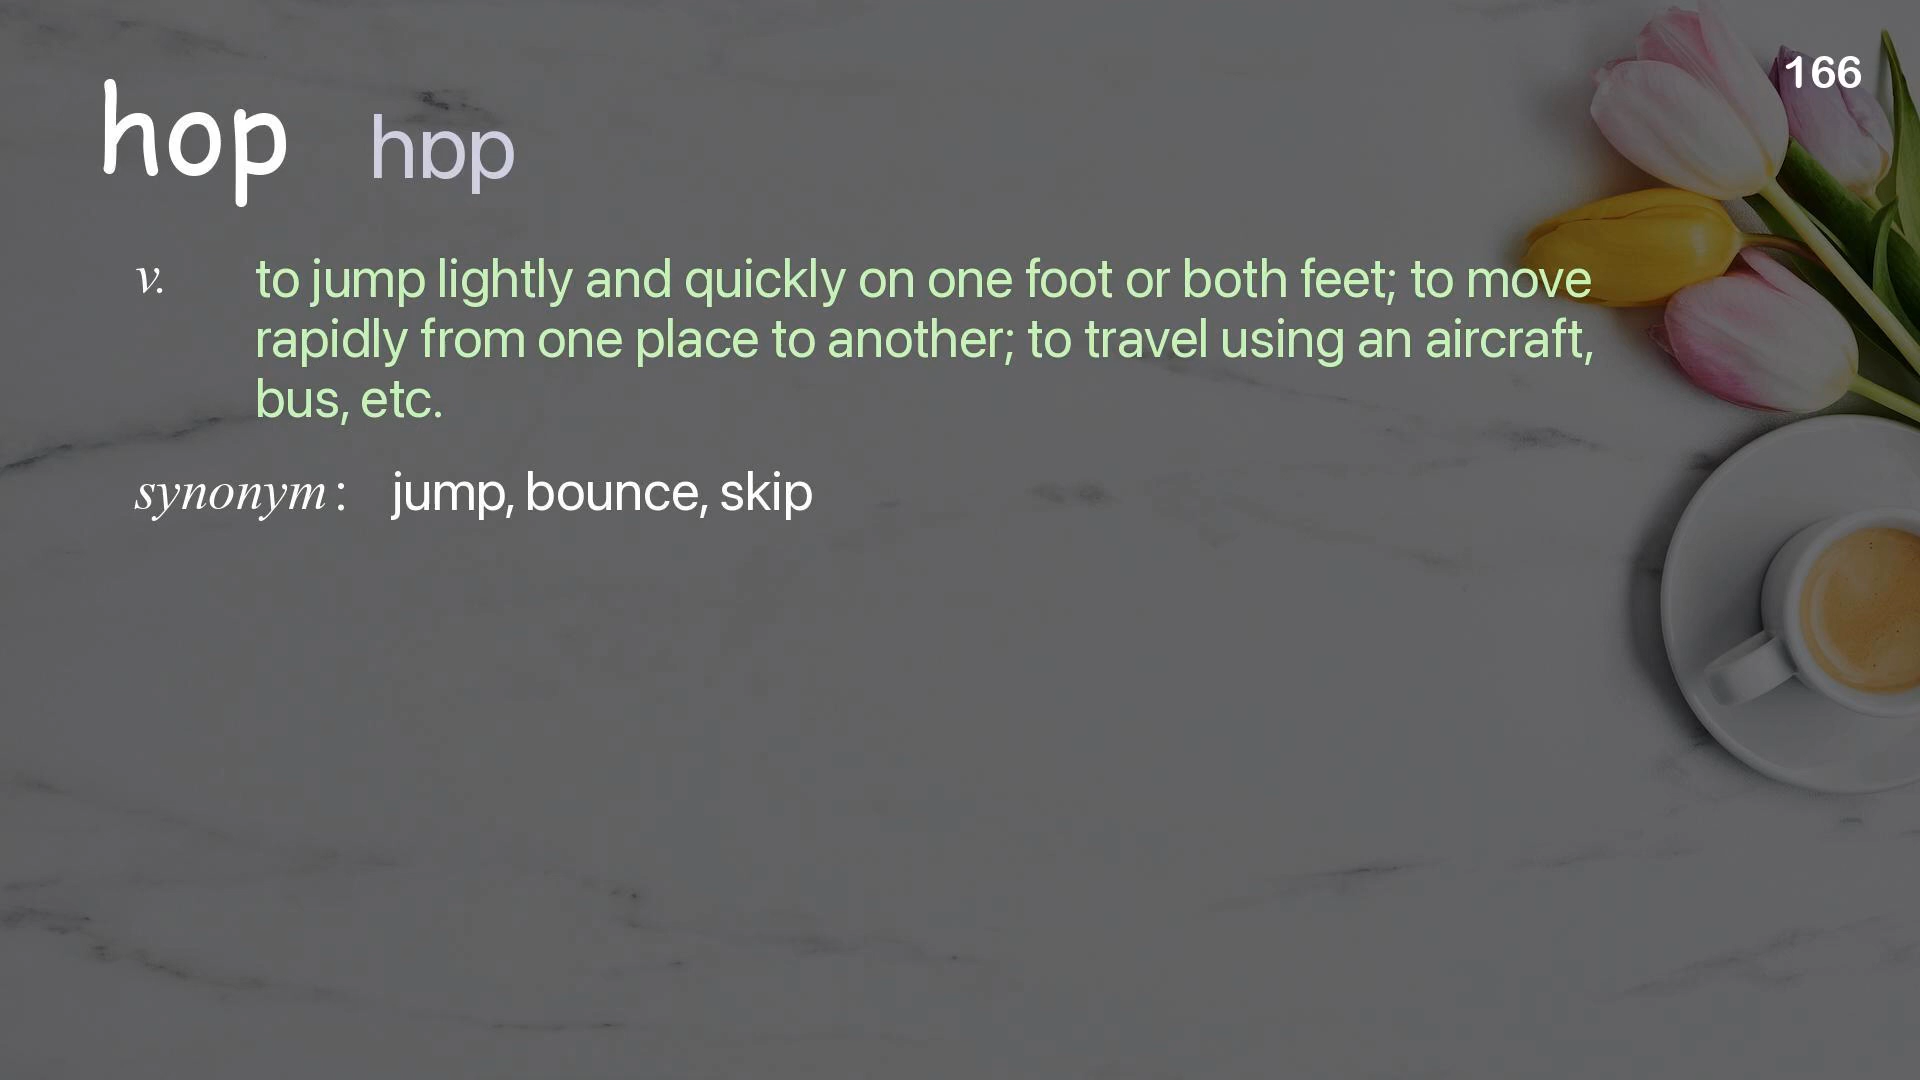 166
hop hɒp
v. to jump lightly and quickly on one foot or both feet; to move
rapidly from one place to another; to travel using an aircraft,
bus, etc.
synonym : jump, bounce, skip